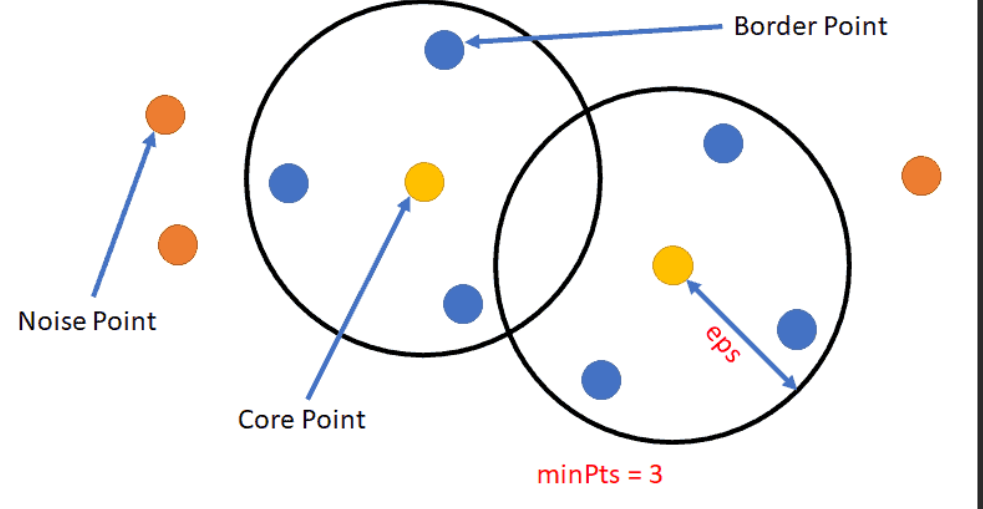 Border Point
Noise Point
eps
Core Point
minPts = 3